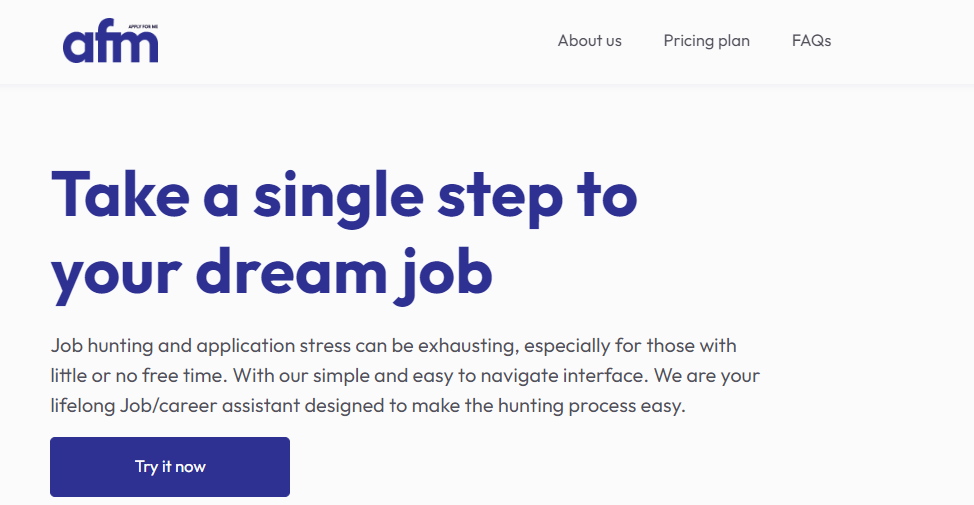 APPLY FOR ME
afm
About us
Pricing plan
FAQs
Take a single step to
your dream job
Job hunting and application stress can be exhausting, especially for those with
little or no free time. With our simple and easy to navigate interface. We are your
lifelong Job/career assistant designed to make the hunting process easy.
Try it now